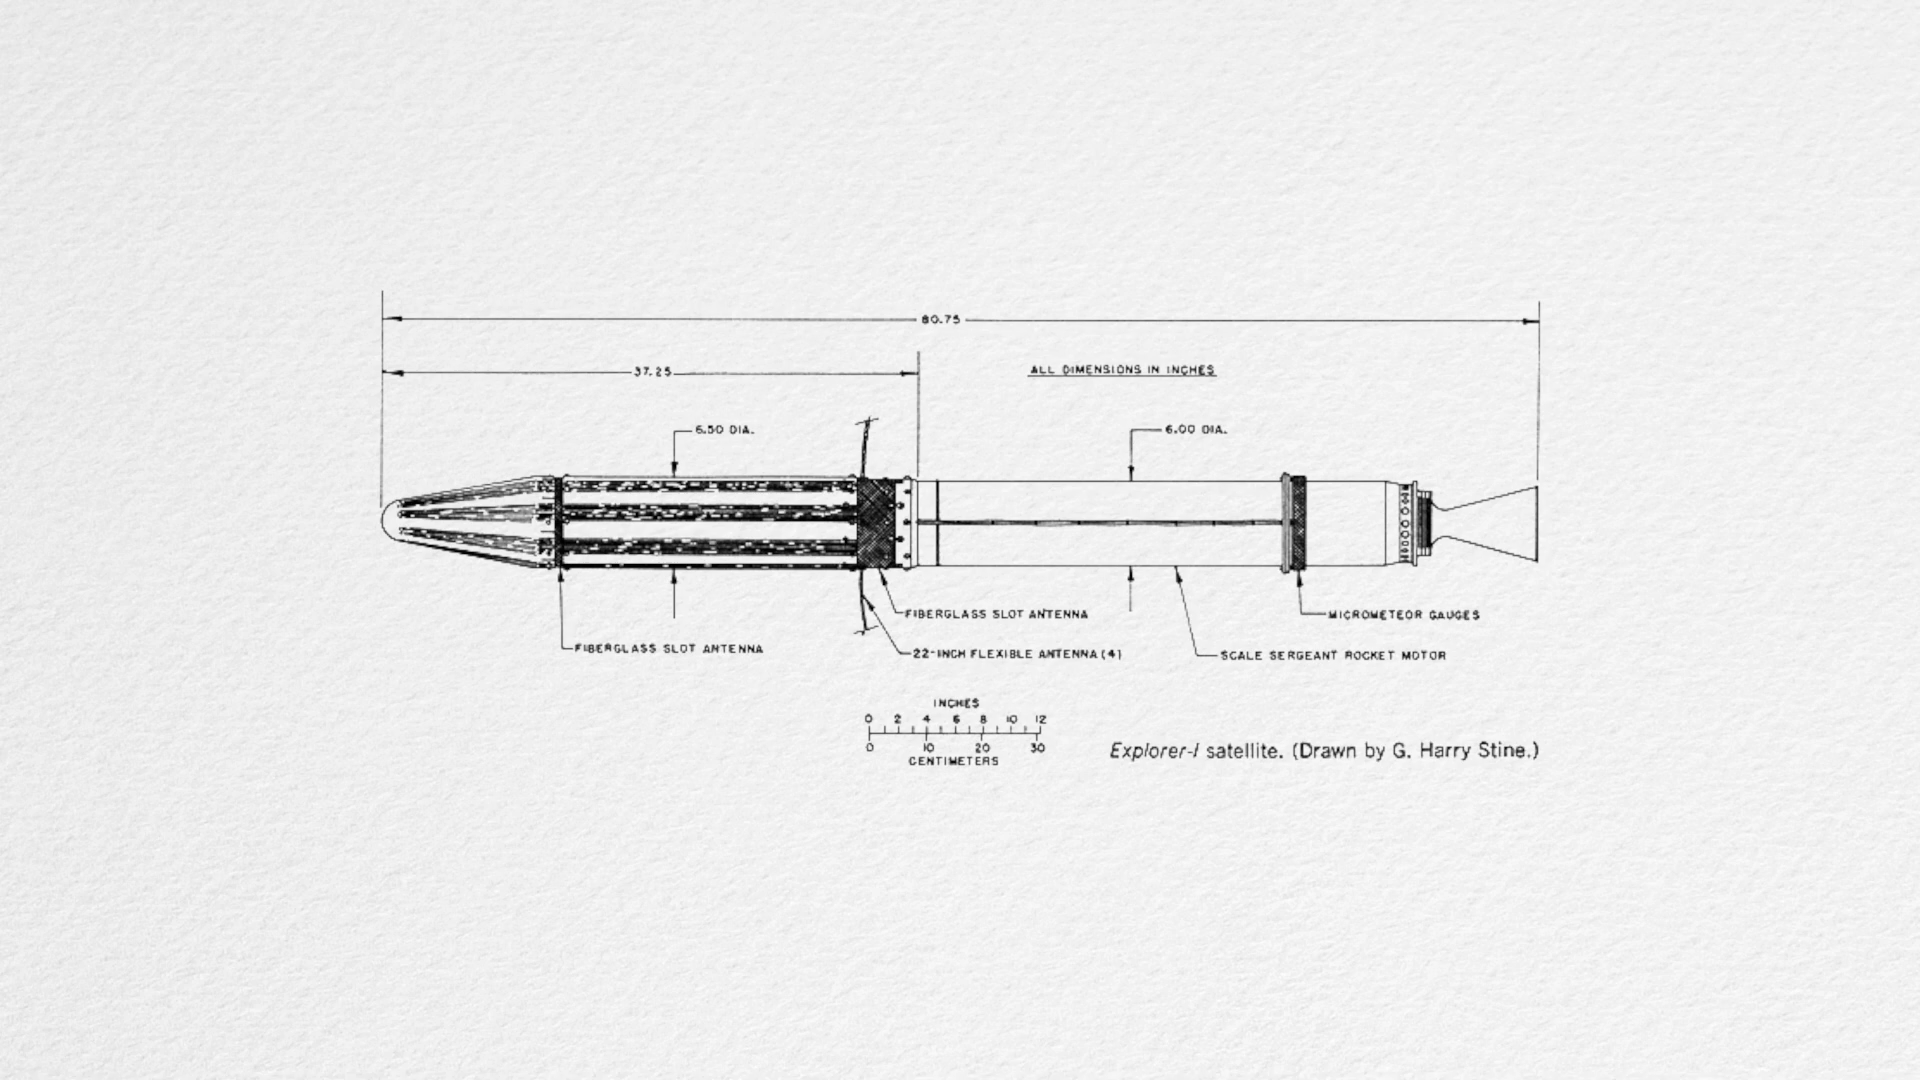 80.75
37.25
ALL DIMENSIONS IN INCHES
6.50 DIA.
6.00 DIA.
FIBERGLASS SLOT ANTENNA
MICROMETEOR GAUGES
FIBERGLASS SLOT ANTENNA
22-INCH FLEXIBLE ANTENNA (4)
SCALE SERGEANT ROCKET MOTOR
INCHES
0 2 4 6 8 10 12
0 10 20 30
CENTIMETERS
Explorer-I satellite. (Drawn by G. Harry Stine.)